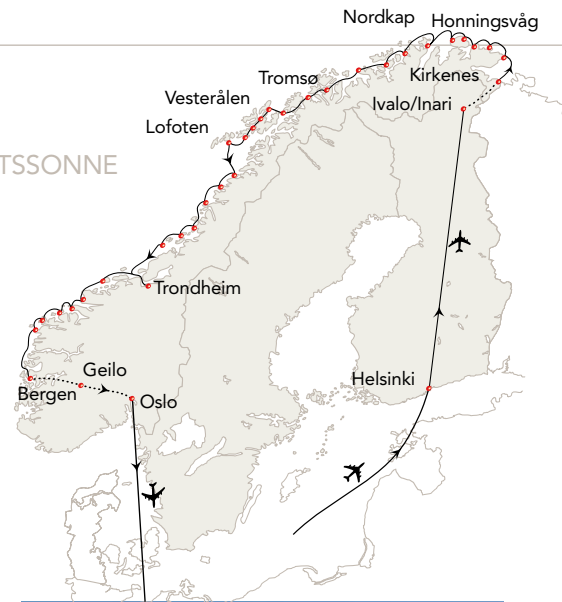 Nordkap
Honningsvåg
Tromsø
Kirkenes
Vesterålen
Ivalo/Inari
Lofoten
TSSONNE
Trondheim
Geilo
Helsinki
Bergen
Oslo